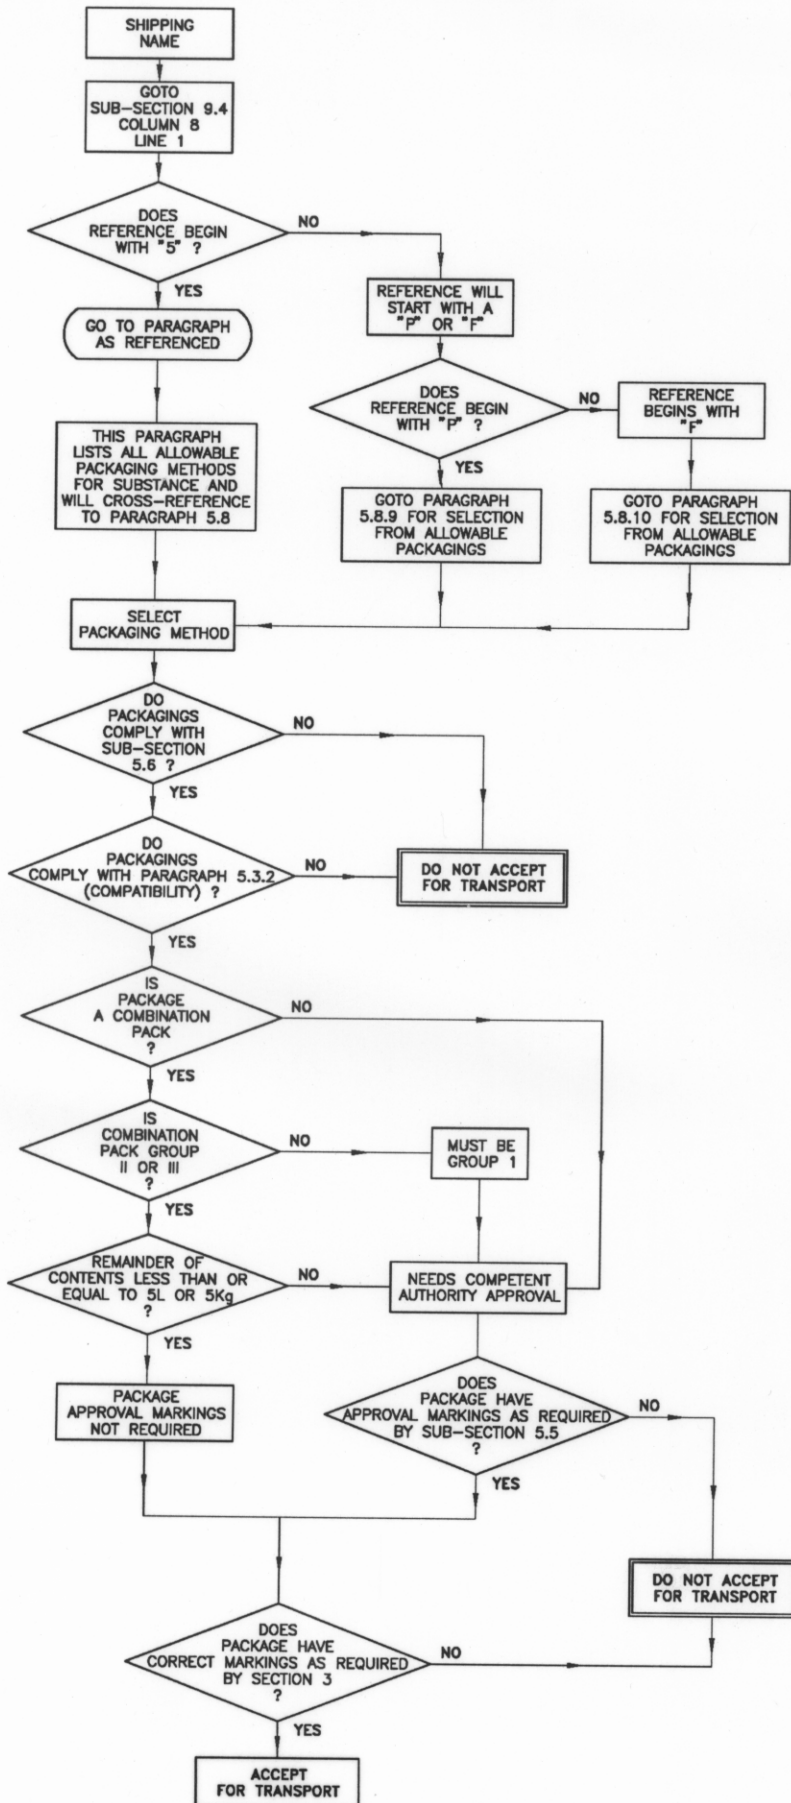 SHIPPING
NAME
GOTO
SUB-SECTION 9.4
COLUMN 8
LINE 1
DOES
REFERENCE BEGIN
WITH "5" ?
NO
YES
GO TO PARAGRAPH
AS REFERENCED
REFERENCE WILL
START WITH A
"P" OR "F"
DOES
REFERENCE BEGIN
WITH "P" ?
NO
REFERENCE
BEGINS WITH
"F"
YES
THIS PARAGRAPH
LISTS ALL ALLOWABLE
PACKAGING METHODS
FOR SUBSTANCE AND
WILL CROSS-REFERENCE
TO PARAGRAPH 5.8
GOTO PARAGRAPH
5.8.9 FOR SELECTION
FROM ALLOWABLE
PACKAGINGS
GOTO PARAGRAPH
5.8.10 FOR SELECTION
FROM ALLOWABLE
PACKAGINGS
SELECT
PACKAGING METHOD
DO
PACKAGINGS
COMPLY WITH
SUB-SECTION
5.6 ?
NO
YES
DO
PACKAGINGS
COMPLY WITH PARAGRAPH 5.3.2
(COMPATIBILITY) ?
NO
DO NOT ACCEPT
FOR TRANSPORT
YES
IS
PACKAGE
A COMBINATION
PACK
?
NO
YES
IS
COMBINATION
PACK GROUP
II OR III
?
NO
MUST BE
GROUP 1
YES
REMAINDER OF
CONTENTS LESS THAN OR
EQUAL TO 5L OR 5Kg
?
NO
NEEDS COMPETENT
AUTHORITY APPROVAL
YES
PACKAGE
APPROVAL MARKINGS
NOT REQUIRED
DOES
PACKAGE HAVE
APPROVAL MARKINGS AS REQUIRED
BY SUB-SECTION 5.5
?
NO
YES
DO NOT ACCEPT
FOR TRANSPORT
DOES
PACKAGE HAVE
CORRECT MARKINGS AS REQUIRED
BY SECTION 3
?
NO
YES
ACCEPT
FOR TRANSPORT